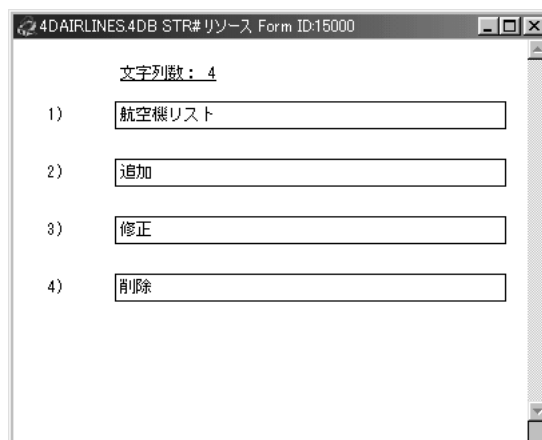 4DAIRLINES.4DB STR#リソース Form ID:15000
文字列数： 4
1) 航空機リスト
2) 追加
3) 修正
4) 削除